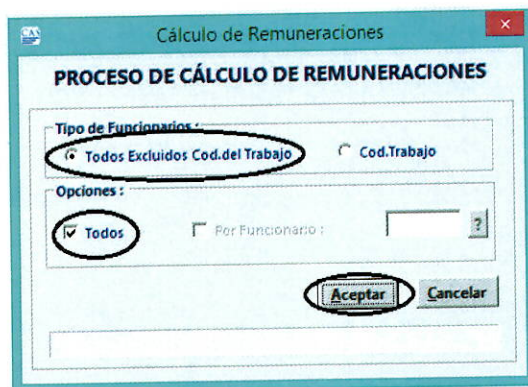 CAS
Cálculo de Remuneraciones
PROCESO DE CÁLCULO DE REMUNERACIONES
Tipo de Funcionarios :
Todos Excluidos Cod.del Trabajo Cod.Trabajo
Opciones :
Todos Por Funcionario : ?
Aceptar Cancelar